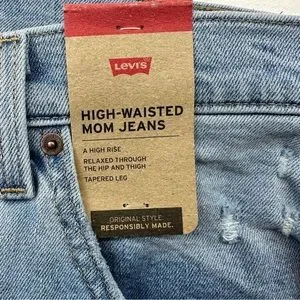 Levi's
HIGH-WAISTED
MOM JEANS
A HIGH RISE
RELAXED THROUGH
THE HIP AND THIGH
TAPERED LEG
ORIGINAL STYLE.
RESPONSIBLY MADE.